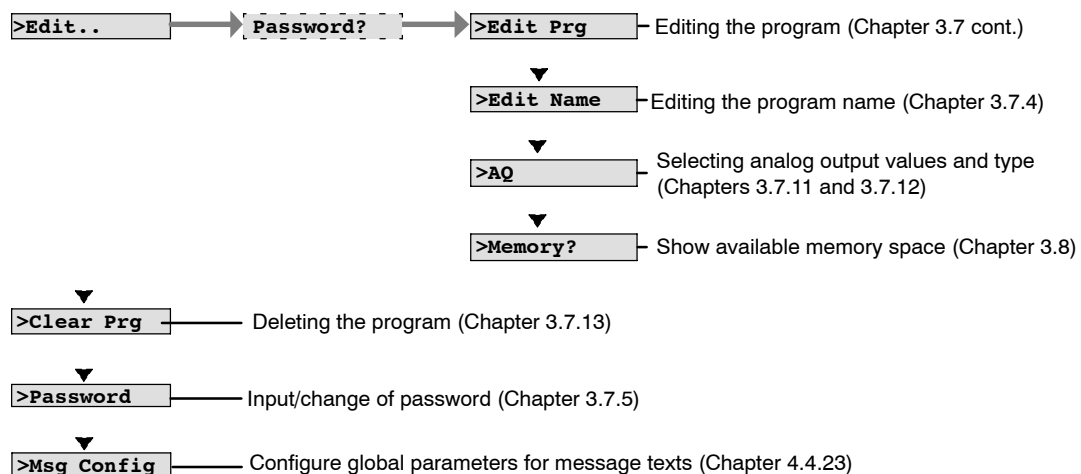 >Edit.. Password? >Edit Prg Editing the program (Chapter 3.7 cont.)
>Edit Name Editing the program name (Chapter 3.7.4)
>AQ Selecting analog output values and type
(Chapters 3.7.11 and 3.7.12)
>Memory? Show available memory space (Chapter 3.8)
>Clear Prg Deleting the program (Chapter 3.7.13)
>Password Input/change of password (Chapter 3.7.5)
>Msg Config Configure global parameters for message texts (Chapter 4.4.23)